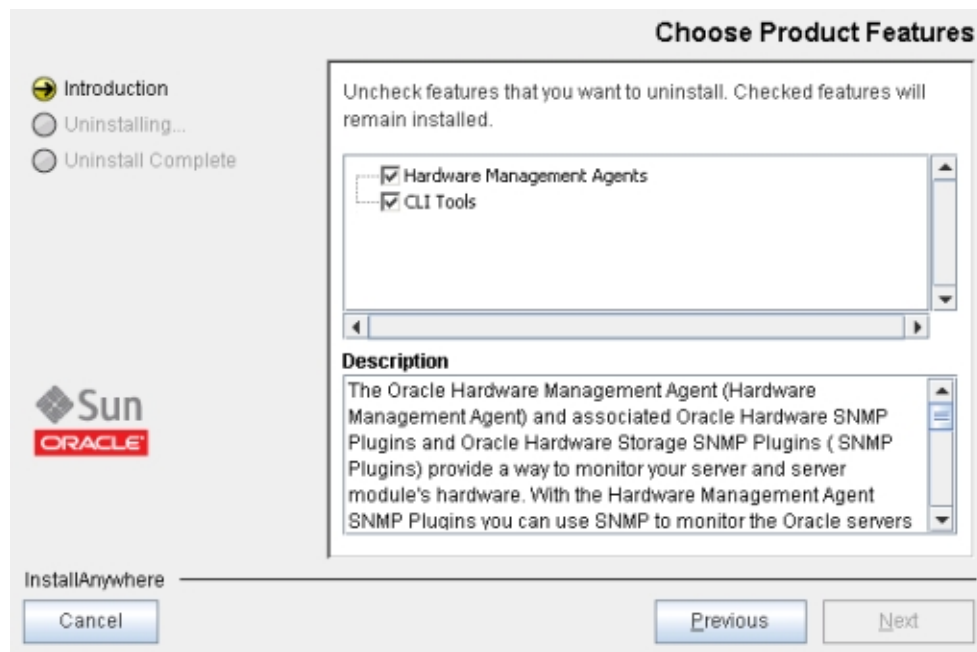 Choose Product Features
Introduction
Uninstalling...
Uninstall Complete
Uncheck features that you want to uninstall. Checked features will
remain installed.
Hardware Management Agents
CLI Tools
Description
The Oracle Hardware Management Agent (Hardware
Management Agent) and associated Oracle Hardware SNMP
Plugins and Oracle Hardware Storage SNMP Plugins ( SNMP
Plugins) provide a way to monitor your server and server
module's hardware. With the Hardware Management Agent
SNMP Plugins you can use SNMP to monitor the Oracle servers
Sun
ORACLE
InstallAnywhere
Cancel
Previous
Next